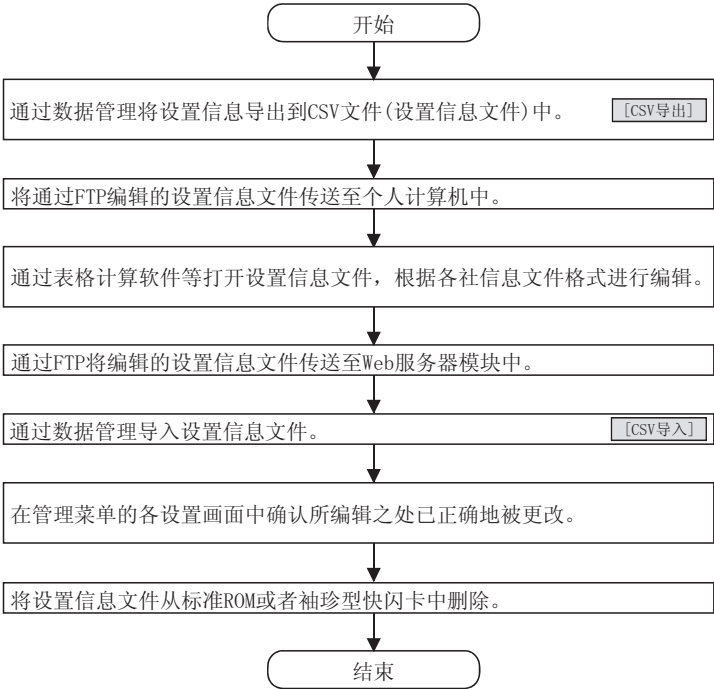 开始
通过数据管理将设置信息导出到CSV文件(设置信息文件)中。 [CSV导出]
将通过FTP编辑的设置信息文件传送至个人计算机中。
通过表格计算软件等打开设置信息文件，根据各社信息文件格式进行编辑。
通过FTP将编辑的设置信息文件传送至Web服务器模块中。
通过数据管理导入设置信息文件。 [CSV导入]
在管理菜单的各设置画面中确认所编辑之处已正确地被更改。
将设置信息文件从标准ROM或者袖珍型快闪卡中删除。
结束